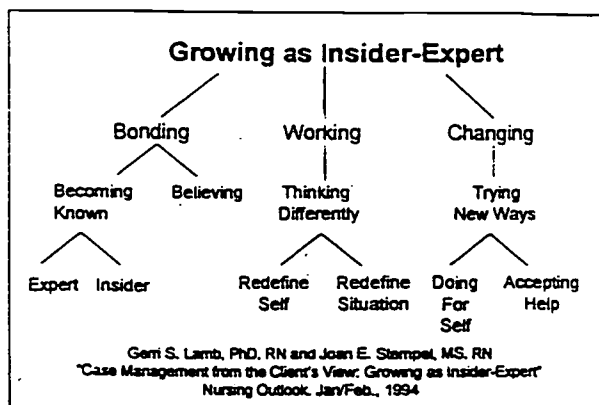 Growing as Insider-Expert
Bonding Working Changing
Becoming Known
Believing
Thinking Differently
Trying New Ways
Expert Insider
Redefine Self
Redefine Situation
Doing For Self
Accepting Help
Gerri S. Lamb, PhD, RN and Joan E. Stempel, MS, RN
"Case Management from the Client's View: Growing as Insider-Expert"
Nursing Outlook, Jan/Feb., 1994